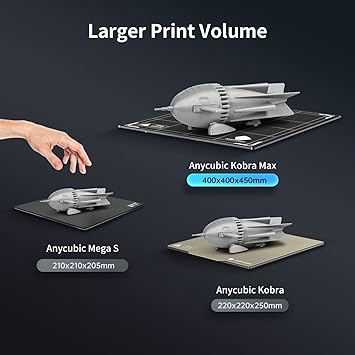 Larger Print Volume
Anycubic Kobra Max
400x400x450mm
Anycubic Mega S
210x210x205mm
Anycubic Kobra
220x220x250mm